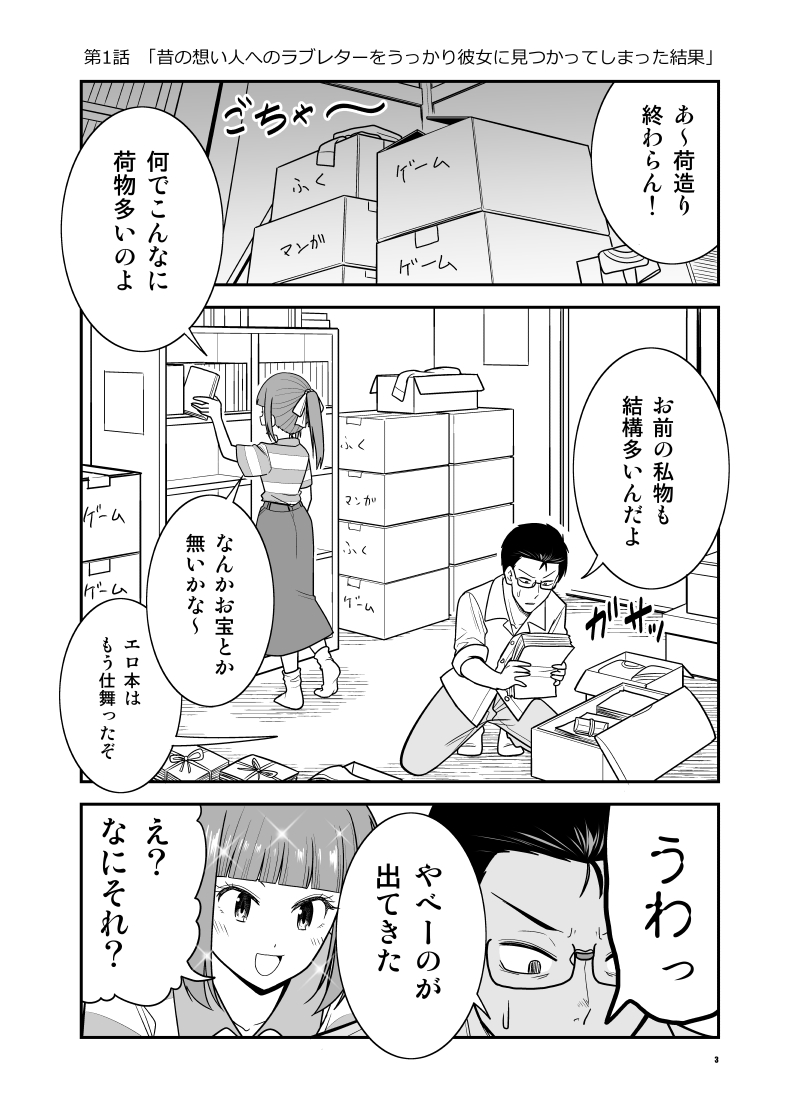 第1話 「昔の想い人へのラブレターをうっかり彼女に見つかってしまった結果」
あ〜荷造り
終わらん!
ごちゃ〜
ゲーム
ふく
マンガ
ゲーム
何でこんなに
荷物多いのよ
お前の私物も
結構多いんだよ
ふく
マンガ
ふく
ゲーム
ゲーム
ゲーム
ガサッ
なんかお宝とか
無いかな〜
エロ本は
もう仕舞ったぞ
うわっ
やべーのが
出てきた
え?
なにそれ?
3